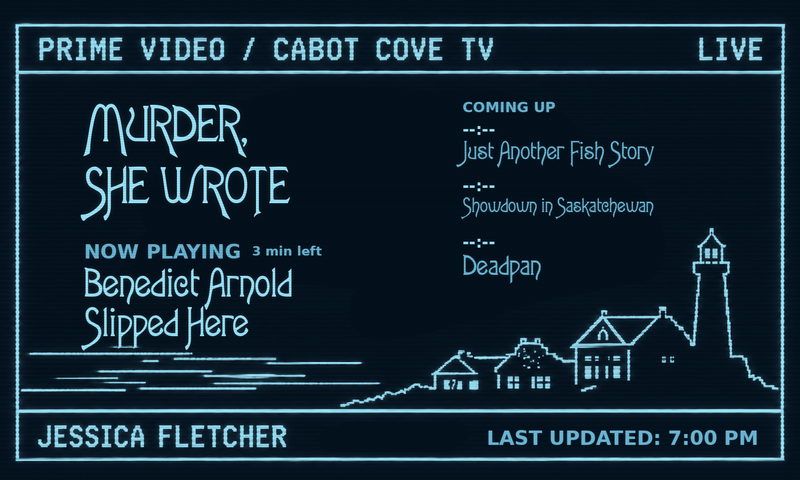 PRIME VIDEO / CABOT COVE TV
LIVE
MURDER,
SHE WROTE
NOW PLAYING 3 min left
Benedict Arnold
Slipped Here
COMING UP
--:--
Just Another Fish Story
--:--
Showdown in Saskatchewan
--:--
Deadpan
JESSICA FLETCHER
LAST UPDATED: 7:00 PM